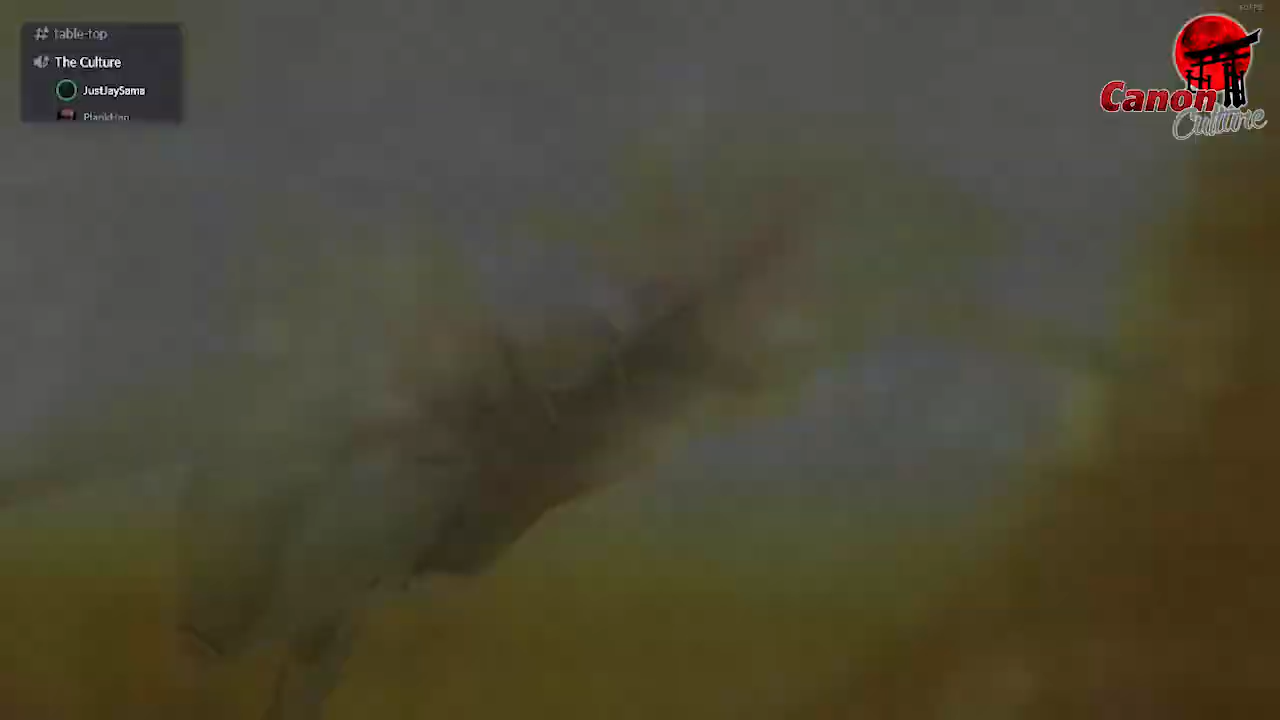 table-top
The Culture
JustJaySama
Canon
Culture